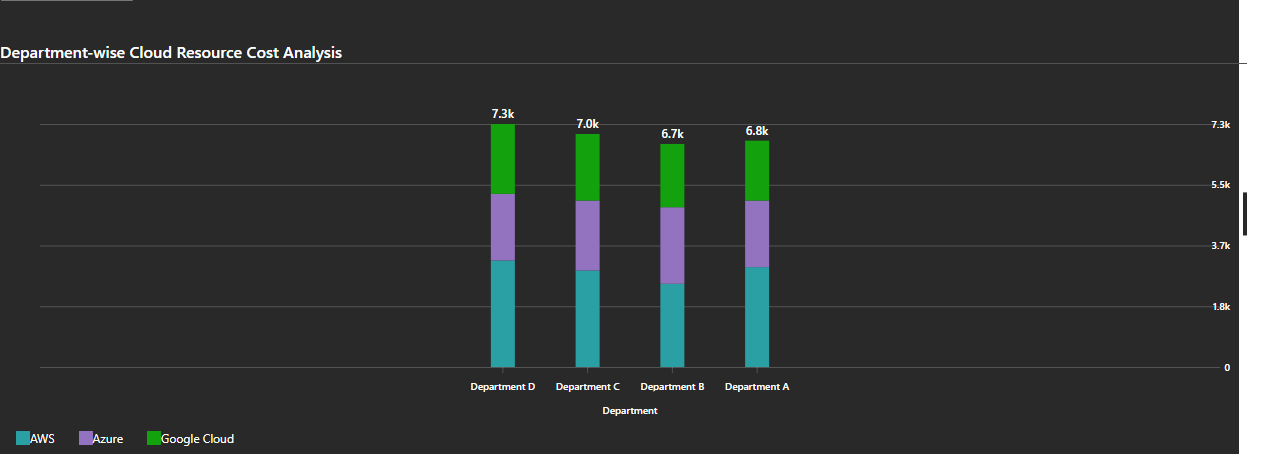 Department-wise Cloud Resource Cost Analysis
7.3k
7.0k
6.7k
6.8k
7.3k
5.5k
3.7k
1.8k
0
Department D Department C Department B Department A
Department
AWS Azure Google Cloud